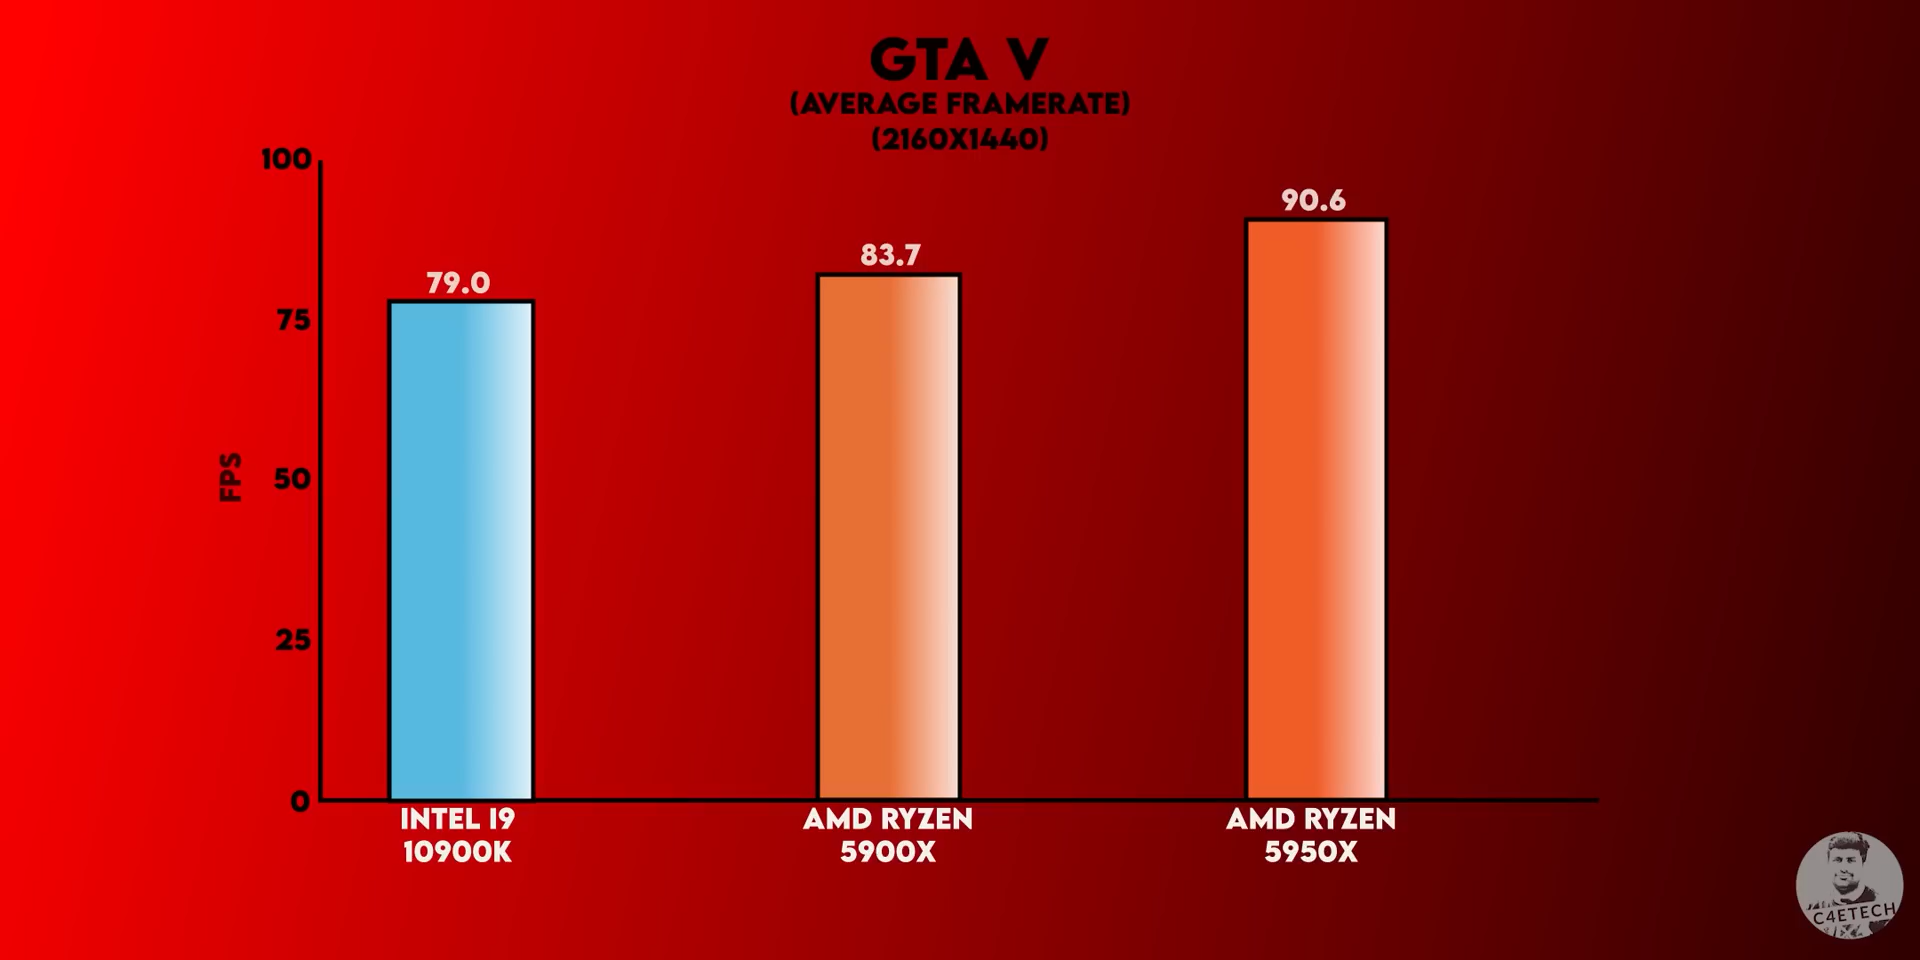 GTA V
(AVERAGE FRAMERATE)
(2160X1440)
100
75
50
25
0
FPS
79.0
83.7
90.6
INTEL I9
10900K
AMD RYZEN
5900X
AMD RYZEN
5950X
C4ETECH